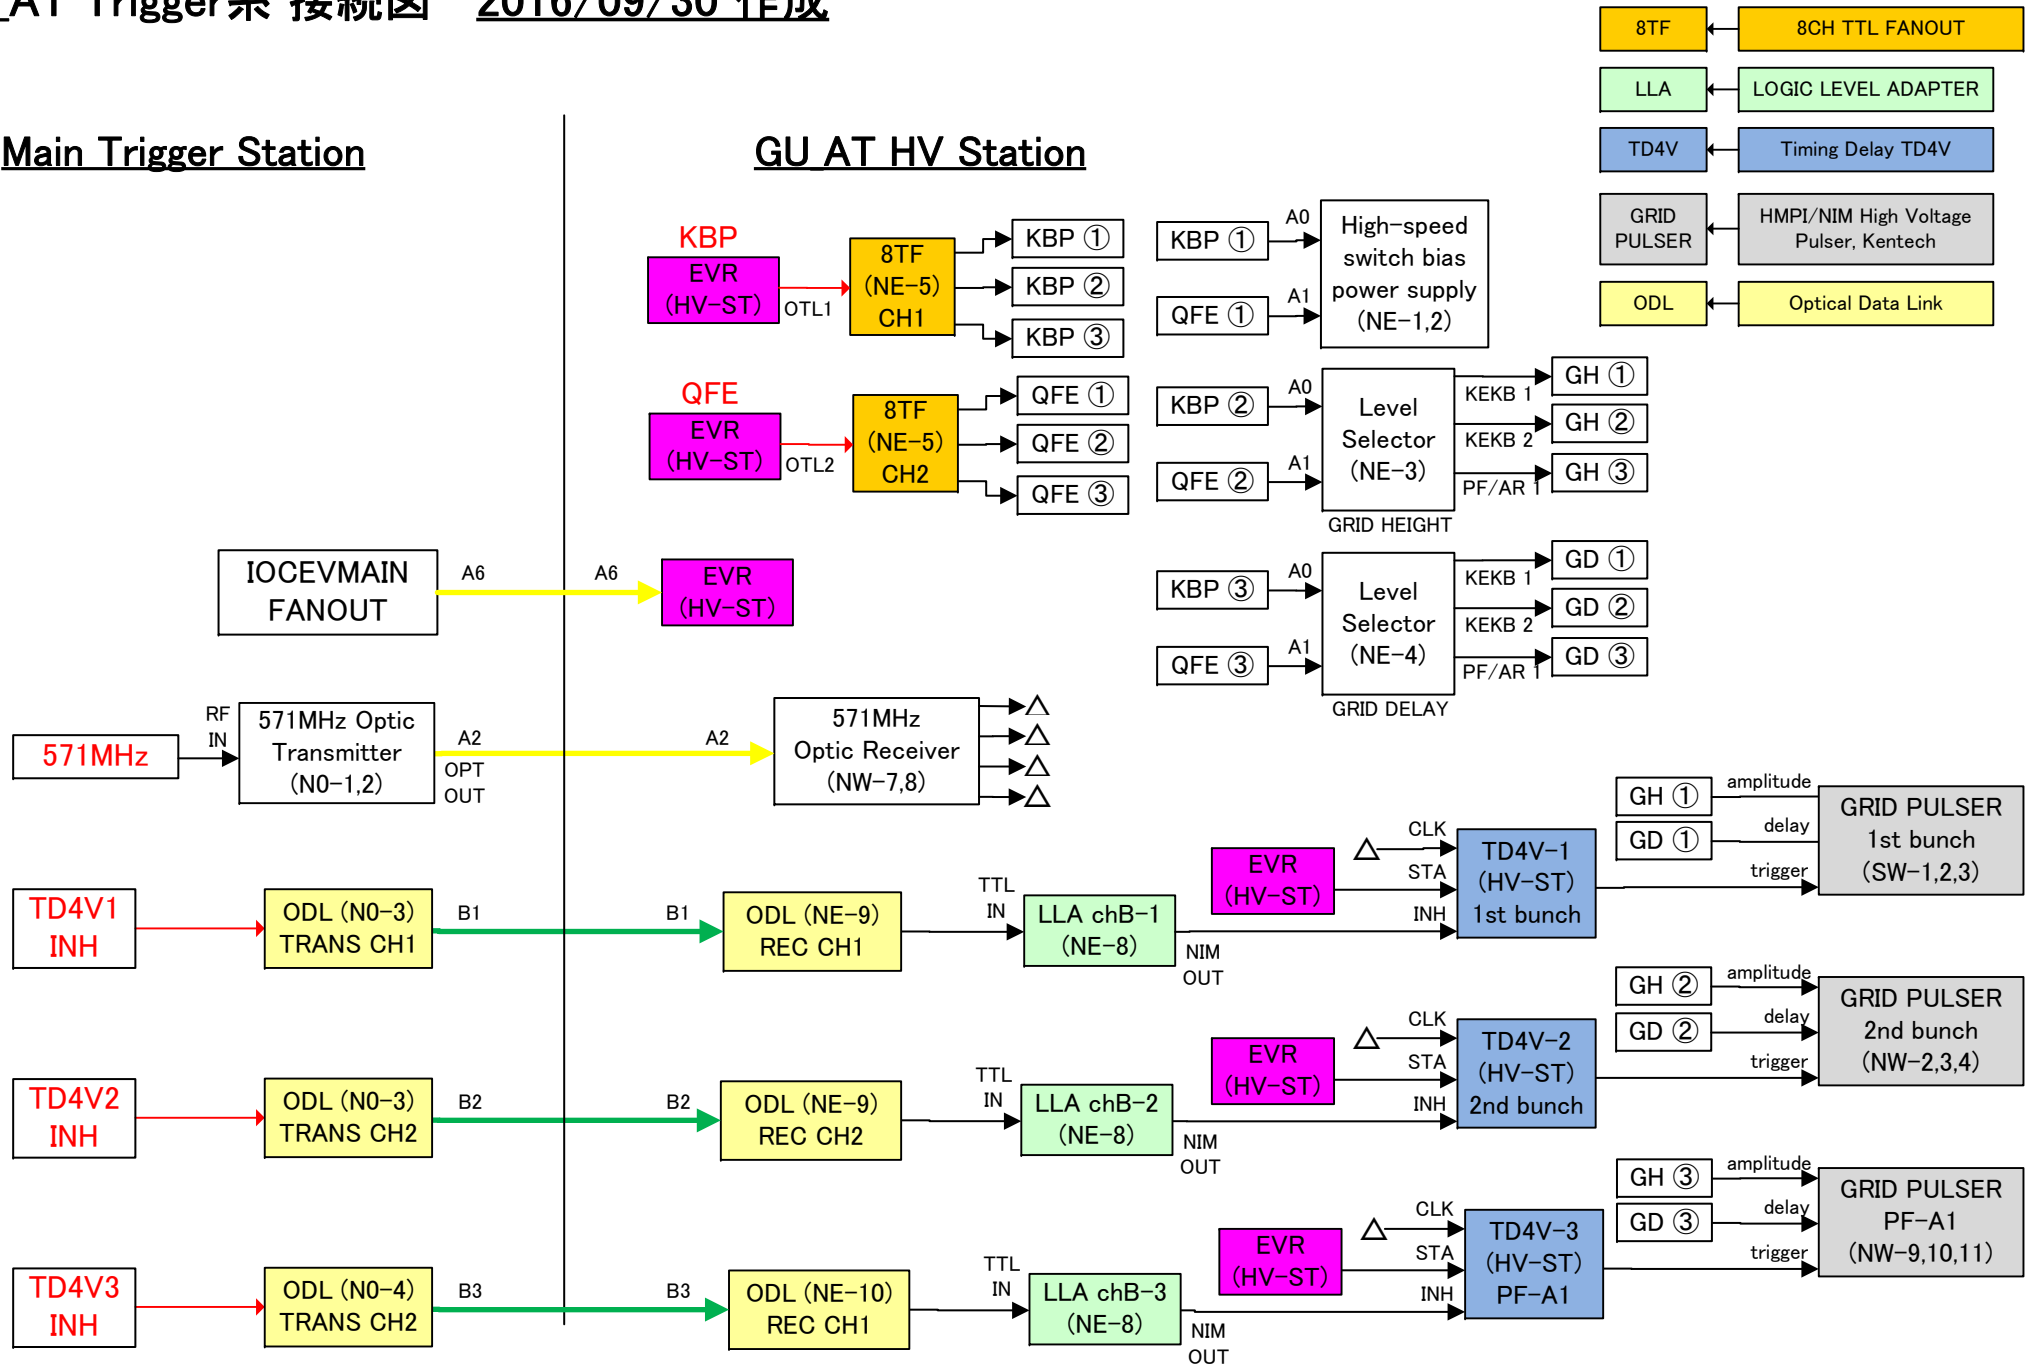 _A1 Trigger系 接続図 2016/09/30 作成
8TF
8CH TTL FANOUT
LLA
LOGIC LEVEL ADAPTER
TD4V
Timing Delay TD4V
GRID
PULSER
HMPI/NIM High Voltage
Pulser, Kentech
ODL
Optical Data Link
Main Trigger Station
GU_AT HV Station
KBP
EVR
(HV-ST)
OTL1
8TF
(NE-5)
CH1
KBP ①
KBP ②
KBP ③
KBP ①
A0
QFE ①
A1
High-speed
switch bias
power supply
(NE-1,2)
QFE
EVR
(HV-ST)
OTL2
8TF
(NE-5)
CH2
QFE ①
QFE ②
QFE ③
KBP ②
A0
QFE ②
A1
Level
Selector
(NE-3)
GRID HEIGHT
KEKB 1
KEKB 2
PF/AR 1
GH ①
GH ②
GH ③
IOCEVMAIN
FANOUT
A6
A6
EVR
(HV-ST)
KBP ③
A0
QFE ③
A1
Level
Selector
(NE-4)
GRID DELAY
KEKB 1
KEKB 2
PF/AR 1
GD ①
GD ②
GD ③
571MHz
RF
IN
571MHz Optic
Transmitter
(N0-1,2)
A2
OPT
OUT
A2
571MHz
Optic Receiver
(NW-7,8)
△
△
△
△
TD4V1
INH
ODL (N0-3)
TRANS CH1
B1
B1
ODL (NE-9)
REC CH1
TTL
IN
LLA chB-1
(NE-8)
NIM
OUT
EVR
(HV-ST)
△
CLK
STA
INH
TD4V-1
(HV-ST)
1st bunch
GH ①
GD ①
amplitude
delay
trigger
GRID PULSER
1st bunch
(SW-1,2,3)
TD4V2
INH
ODL (N0-3)
TRANS CH2
B2
B2
ODL (NE-9)
REC CH2
TTL
IN
LLA chB-2
(NE-8)
NIM
OUT
EVR
(HV-ST)
△
CLK
STA
INH
TD4V-2
(HV-ST)
2nd bunch
GH ②
GD ②
amplitude
delay
trigger
GRID PULSER
2nd bunch
(NW-2,3,4)
TD4V3
INH
ODL (N0-4)
TRANS CH2
B3
B3
ODL (NE-10)
REC CH1
TTL
IN
LLA chB-3
(NE-8)
NIM
OUT
EVR
(HV-ST)
△
CLK
STA
INH
TD4V-3
(HV-ST)
PF-A1
GH ③
GD ③
amplitude
delay
trigger
GRID PULSER
PF-A1
(NW-9,10,11)